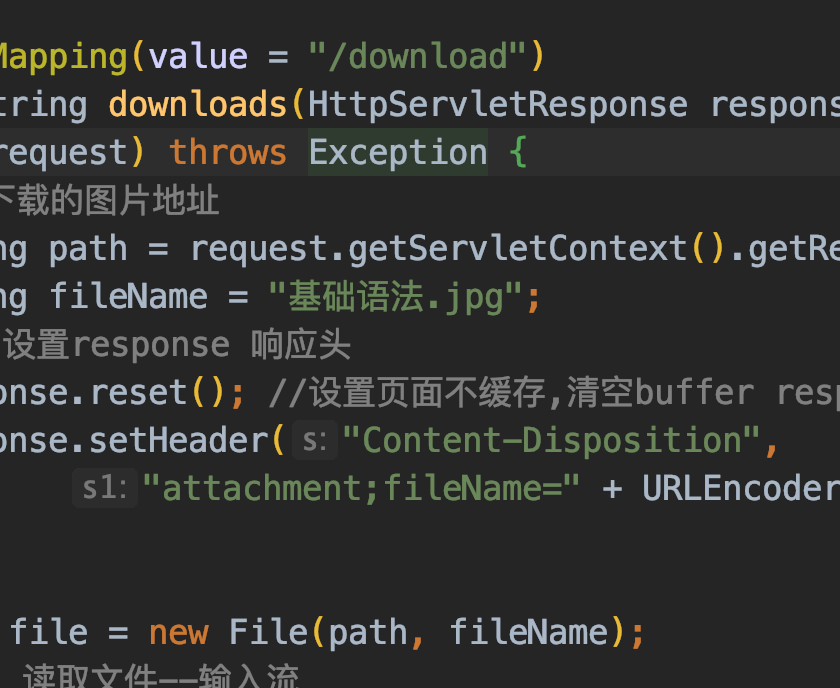 Mapping(value = "/download")
tring downloads(HttpServletResponse respons
request) throws Exception {
下载的图片地址
ng path = request.getServletContext().getRe
ng fileName = "基础语法.jpg";
设置response 响应头
onse.reset(); //设置页面不缓存,清空buffer resp
onse.setHeader( s: "Content-Disposition",
s1: "attachment;fileName=" + URLEncoder
file = new File(path, fileName);
读取文件--输入流